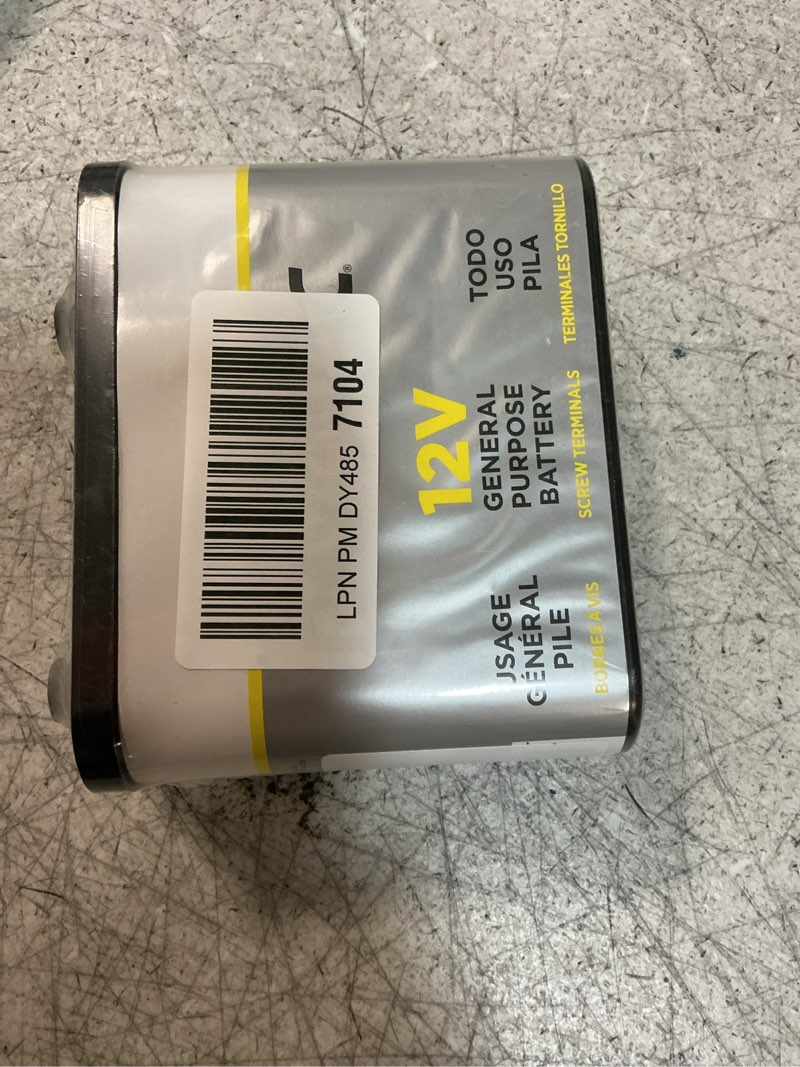 LPN PM DY485 7104
12V
USAGE
GÉNÉRAL
PILE
GENERAL
PURPOSE
BATTERY
TODO
USO
PILA
BORNES À VIS
SCREW TERMINALS
TERMINALES TORNILLO